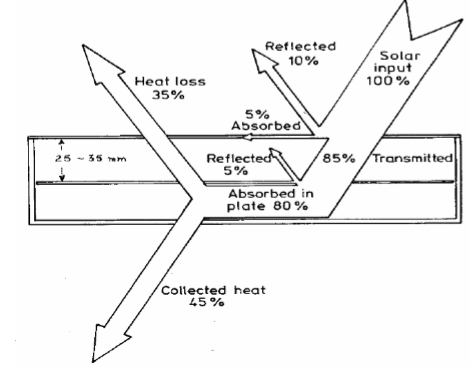 Reflected
10%
Solar
input
100%
Heat loss
35%
5%
Absorbed
25 ~ 35 mm
Reflected
5%
85%
Transmitted
Absorbed in
plate 80%
Collected heat
45%